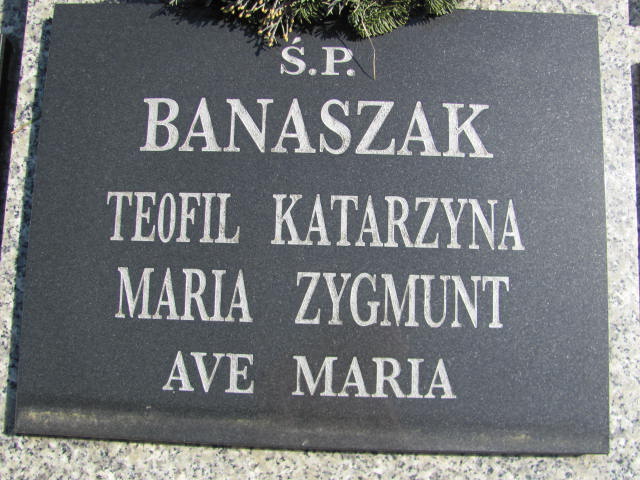 Ś.P.
BANASZAK
TEOFIL KATARZYNA
MARIA ZYGMUNT
AVE MARIA